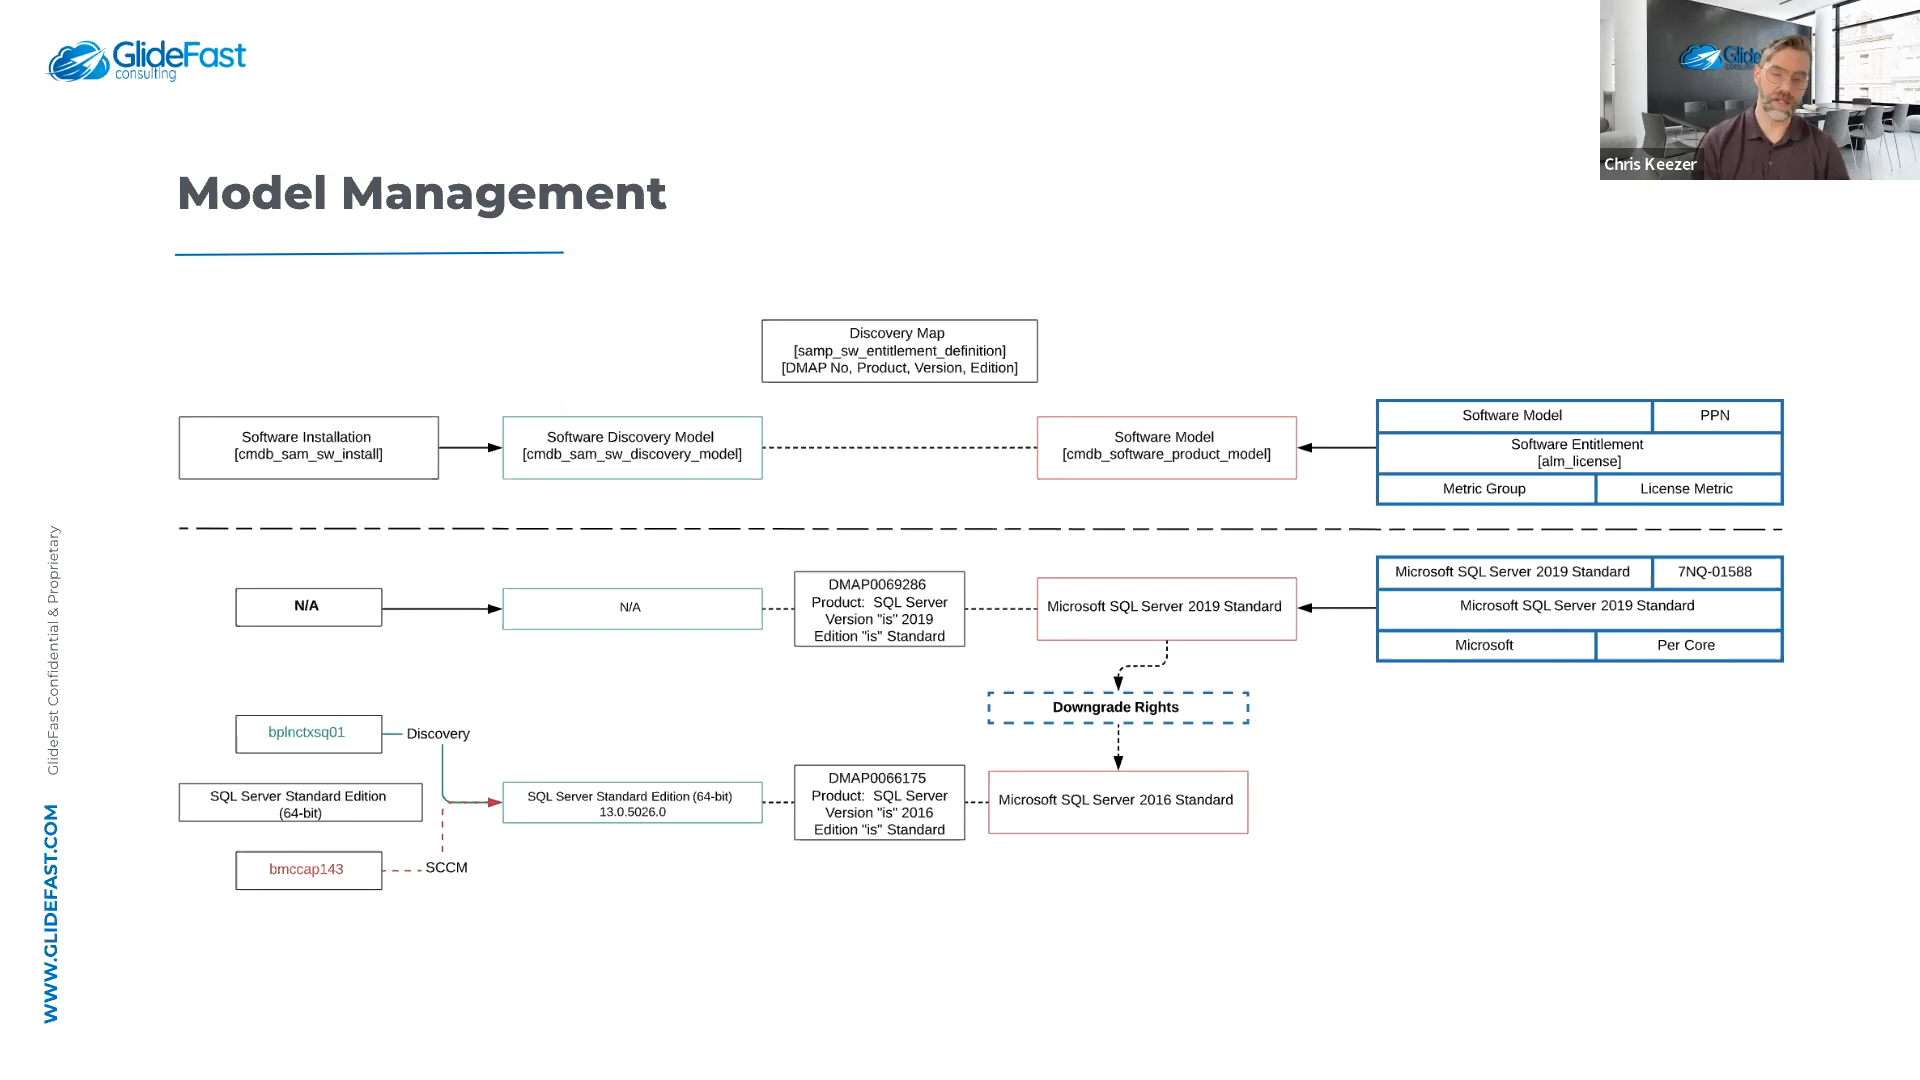 GlideFast
consulting
Glide
Chris Keezer
Model Management
Discovery Map
[samp_sw_entitlement_definition]
[DMAP No, Product, Version, Edition]
Software Installation
[cmdb_sam_sw_install]
Software Discovery Model
[cmdb_sam_sw_discovery_model]
Software Model
[cmdb_software_product_model]
Software Model
PPN
Software Entitlement
[alm_license]
Metric Group
License Metric
N/A
N/A
DMAP0069286
Product: SQL Server
Version "is" 2019
Edition "is" Standard
Microsoft SQL Server 2019 Standard
Microsoft SQL Server 2019 Standard
7NQ-01588
Microsoft SQL Server 2019 Standard
Microsoft
Per Core
Downgrade Rights
bplnctxsq01
Discovery
SQL Server Standard Edition
(64-bit)
SQL Server Standard Edition (64-bit)
13.0.5026.0
DMAP0066175
Product: SQL Server
Version "is" 2016
Edition "is" Standard
Microsoft SQL Server 2016 Standard
bmccap143
SCCM
GlideFast Confidential & Proprietary
WWW.GLIDEFAST.COM